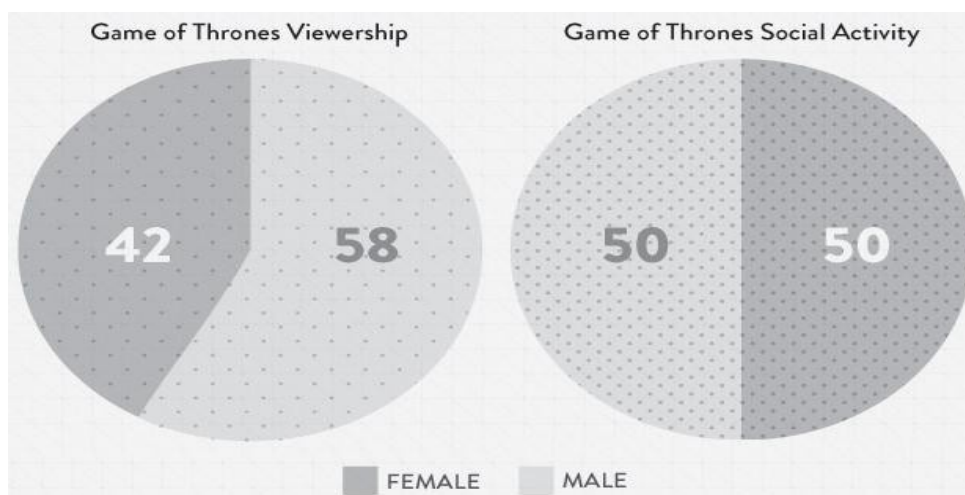 Game of Thrones Viewership
Game of Thrones Social Activity
42
58
50
50
FEMALE
MALE